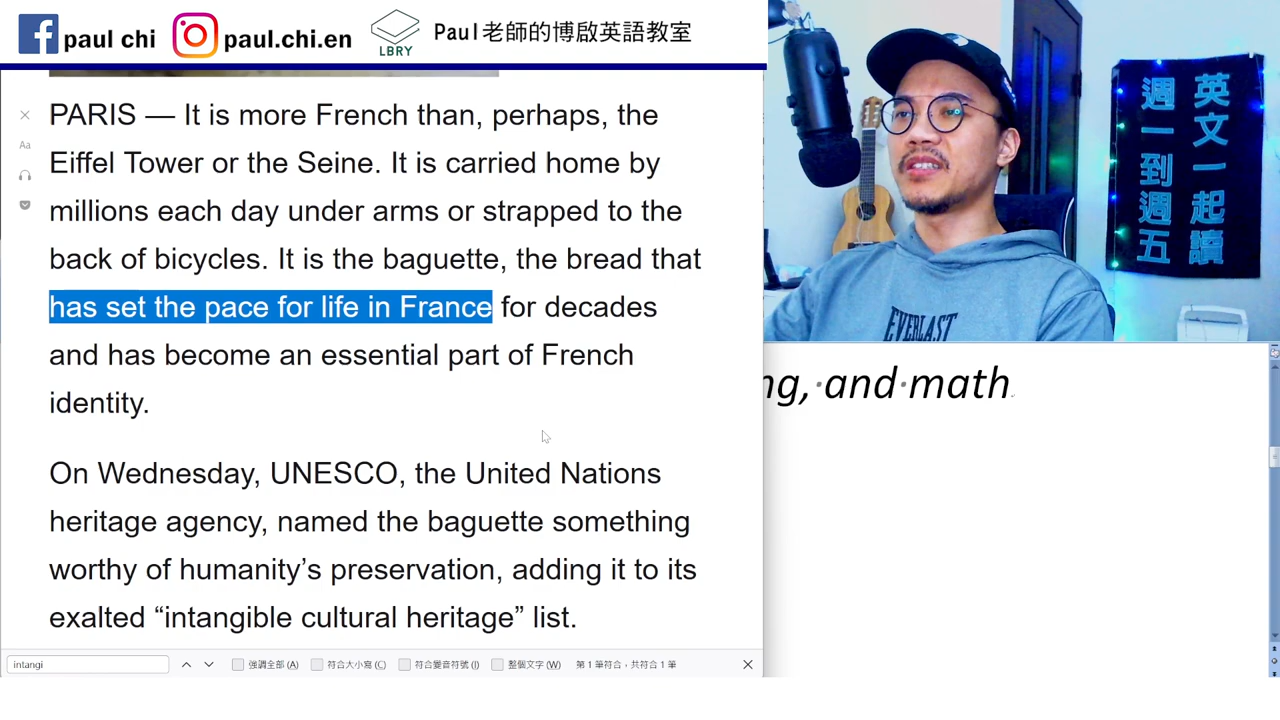 paul chi
paul.chi.en
LBRY
Paul老師的博啟英語教室
PARIS — It is more French than, perhaps, the
Eiffel Tower or the Seine. It is carried home by
millions each day under arms or strapped to the
back of bicycles. It is the baguette, the bread that
has set the pace for life in France for decades
and has become an essential part of French
identity.
On Wednesday, UNESCO, the United Nations
heritage agency, named the baguette something
worthy of humanity’s preservation, adding it to its
exalted “intangible cultural heritage” list.
Aa
intangi
強調全部 (A)
符合大小寫 (C)
符合變音符號 (I)
整個文字 (W)
第 1 筆符合，共符合 1 筆
英文一起讀
週一到週五
EVERLAST
ng, and math